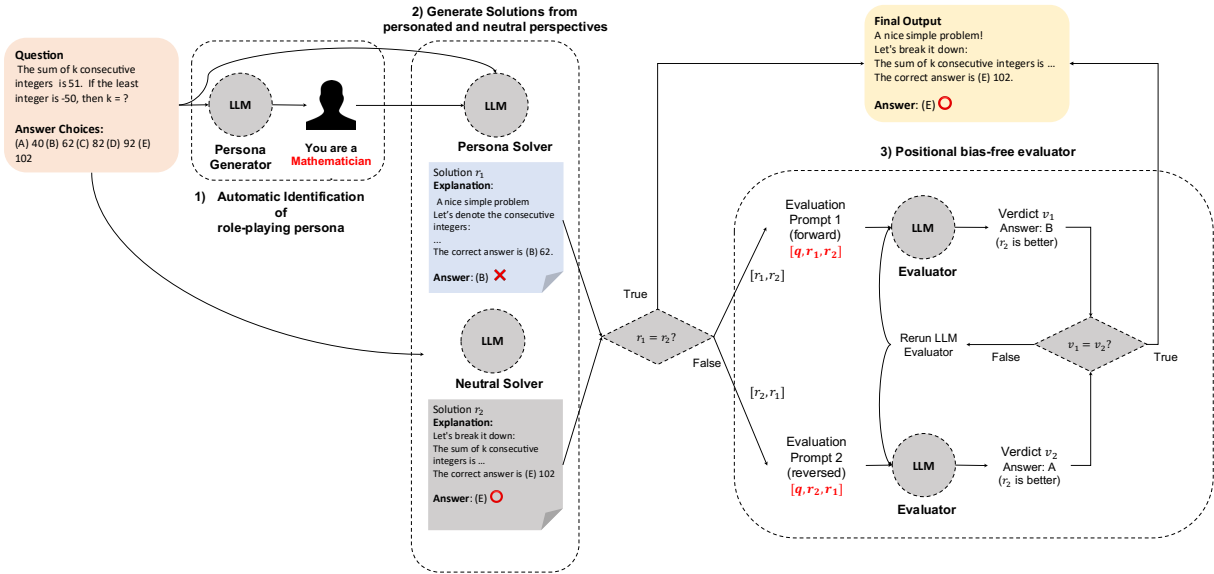 2) Generate Solutions from
personated and neutral perspectives
Question
The sum of k consecutive
integers is 51. If the least
integer is -50, then k = ?
Answer Choices:
(A) 40 (B) 62 (C) 82 (D) 92 (E)
102
LLM
Persona
Generator
You are a
Mathematician
1) Automatic Identification
of
role-playing persona
LLM
Persona Solver
Solution r₁
Explanation:
A nice simple problem
Let's denote the consecutive
integers:
...
The correct answer is (B) 62.
Answer: (B)
LLM
Neutral Solver
Solution r₂
Explanation:
Let's break it down:
The sum of k consecutive
integers is ...
The correct answer is (E) 102
Answer: (E)
r₁ = r₂?
True
False
Final Output
A nice simple problem!
Let's break it down:
The sum of k consecutive integers is ...
The correct answer is (E) 102.
Answer: (E)
3) Positional bias-free evaluator
[r₁, r₂]
Evaluation
Prompt 1
(forward)
[q, r₁, r₂]
LLM
Evaluator
Verdict v₁
Answer: B
(r₂ is better)
Rerun LLM
Evaluator
False
v₁ = v₂?
True
[r₂, r₁]
Evaluation
Prompt 2
(reversed)
[q, r₂, r₁]
LLM
Evaluator
Verdict v₂
Answer: A
(r₂ is better)